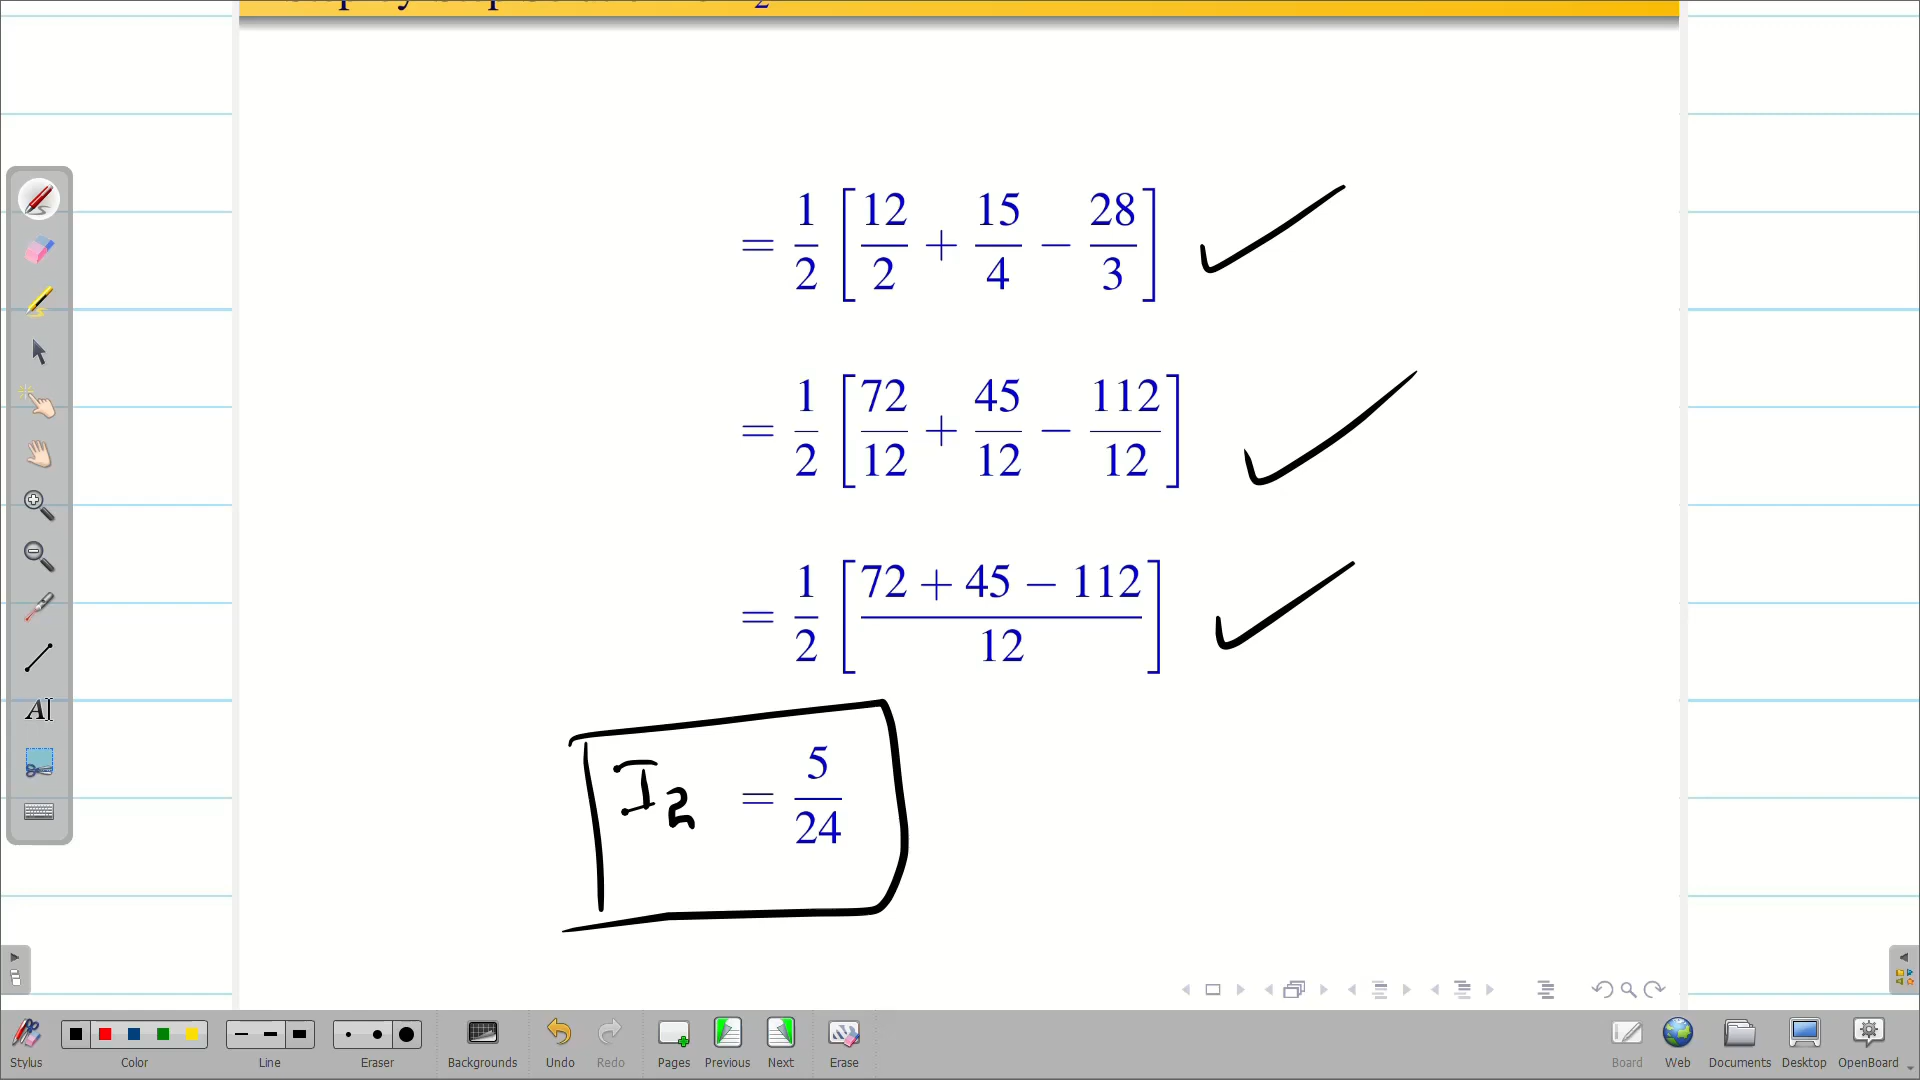 = 1/2 [12/2 + 15/4 − 28/3]
= 1/2 [72/12 + 45/12 − 112/12]
= 1/2 [(72 + 45 − 112)/12]
I₂ = 5/24
Stylus Color Line Eraser Backgrounds Undo Redo Pages Previous Next Erase Board Web Documents Desktop OpenBoard